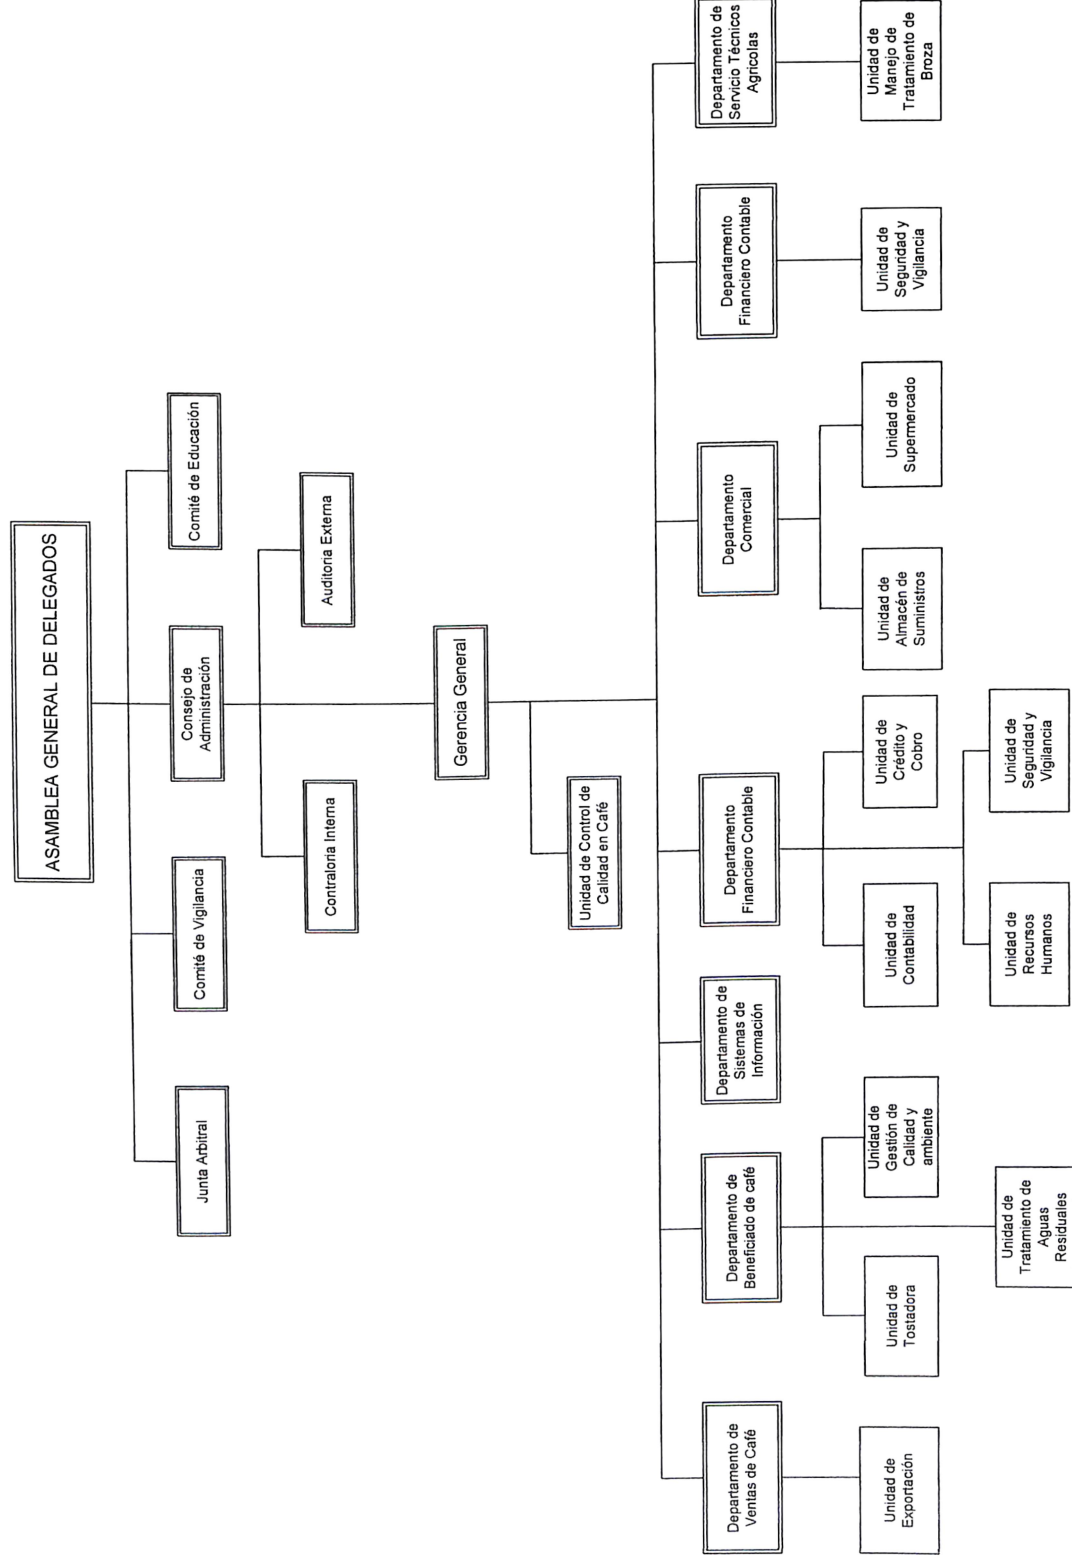 ASAMBLEA GENERAL DE DELEGADOS
Junta Arbitral
Comité de Vigilancia
Consejo de
Administración
Comité de Educación
Contraloria Interna
Auditoria Externa
Gerencia General
Unidad de Control de
Calidad en Café
Departamento de
Ventas de Café
Departamento de
Beneficiado de café
Departamento de
Sistemas de
Información
Departamento
Financiero Contable
Departamento
Comercial
Departamento
Financiero Contable
Departamento de
Servicio Técnicos
Agricolas
Unidad de
Exportación
Unidad de
Tostadora
Unidad de
Gestión de
Calidad y
ambiente
Unidad de
Contabilidad
Unidad de
Crédito y
Cobro
Unidad de
Almacén de
Suministros
Unidad de
Supermercado
Unidad de
Seguridad y
Vigilancia
Unidad de
Manejo de
Tratamiento de
Broza
Unidad de
Tratamiento de
Aguas
Residuales
Unidad de
Recursos
Humanos
Unidad de
Seguridad y
Vigilancia